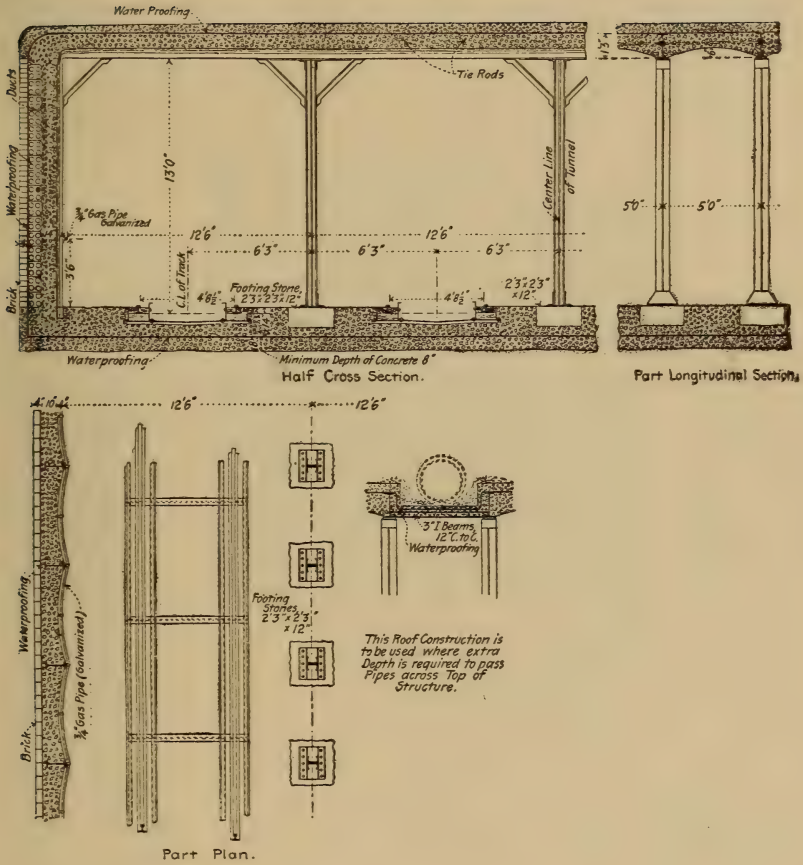 Water Proofing
Ducts
Waterproofing
Brick
Tie Rods
13'0"
¾" Gas Pipe
Galvanized
3'6"
12'6"
12'6"
6'3"
6'3"
6'3"
C.L. of Track
4'8½"
Footing Stone,
2'3"x2'3"x12"
4'8½"
2'3"x2'3"
x12"
Center Line
of Tunnel
Waterproofing
Minimum Depth of Concrete 8"
Half Cross Section.
5'0"
5'0"
Part Longitudinal Section,
4" 10" 4"
12'6"
12'6"
Waterproofing
Brick
¾" Gas Pipe (Galvanized)
Footing
Stones,
2'3"x2'3"
x12"
3" I Beams,
12" C. to C.
Waterproofing
This Roof Construction is
to be used where extra
Depth is required to pass
Pipes across Top of
Structure.
Part Plan.